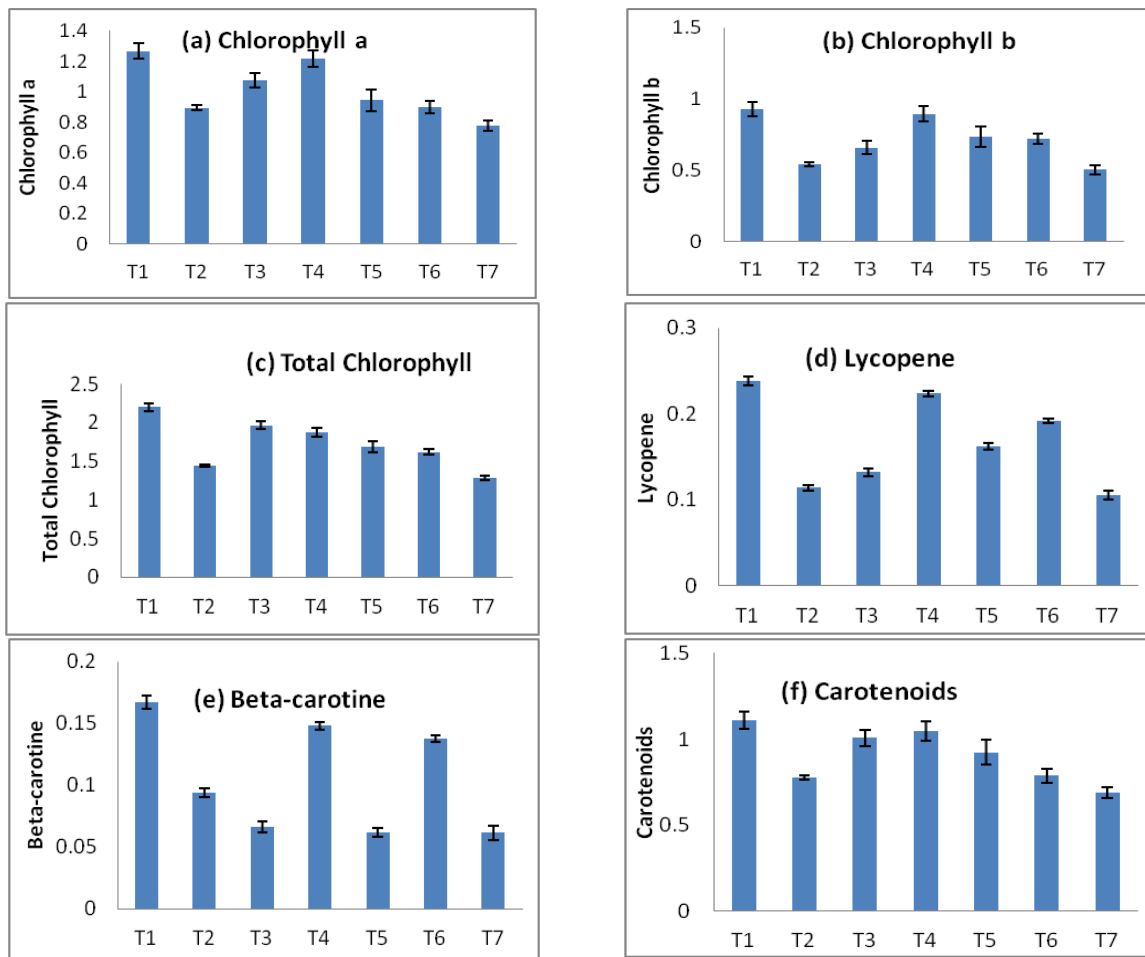 (a) Chlorophyll a
Chlorophyll a
1.4
1.2
1
0.8
0.6
0.4
0.2
0
T1 T2 T3 T4 T5 T6 T7
(b) Chlorophyll b
Chlorophyll b
1.5
1
0.5
0
T1 T2 T3 T4 T5 T6 T7
(c) Total Chlorophyll
Total Chlorophyll
2.5
2
1.5
1
0.5
0
T1 T2 T3 T4 T5 T6 T7
(d) Lycopene
Lycopene
0.3
0.2
0.1
0
T1 T2 T3 T4 T5 T6 T7
(e) Beta-carotine
Beta-carotine
0.2
0.15
0.1
0.05
0
T1 T2 T3 T4 T5 T6 T7
(f) Carotenoids
Carotenoids
1.5
1
0.5
0
T1 T2 T3 T4 T5 T6 T7